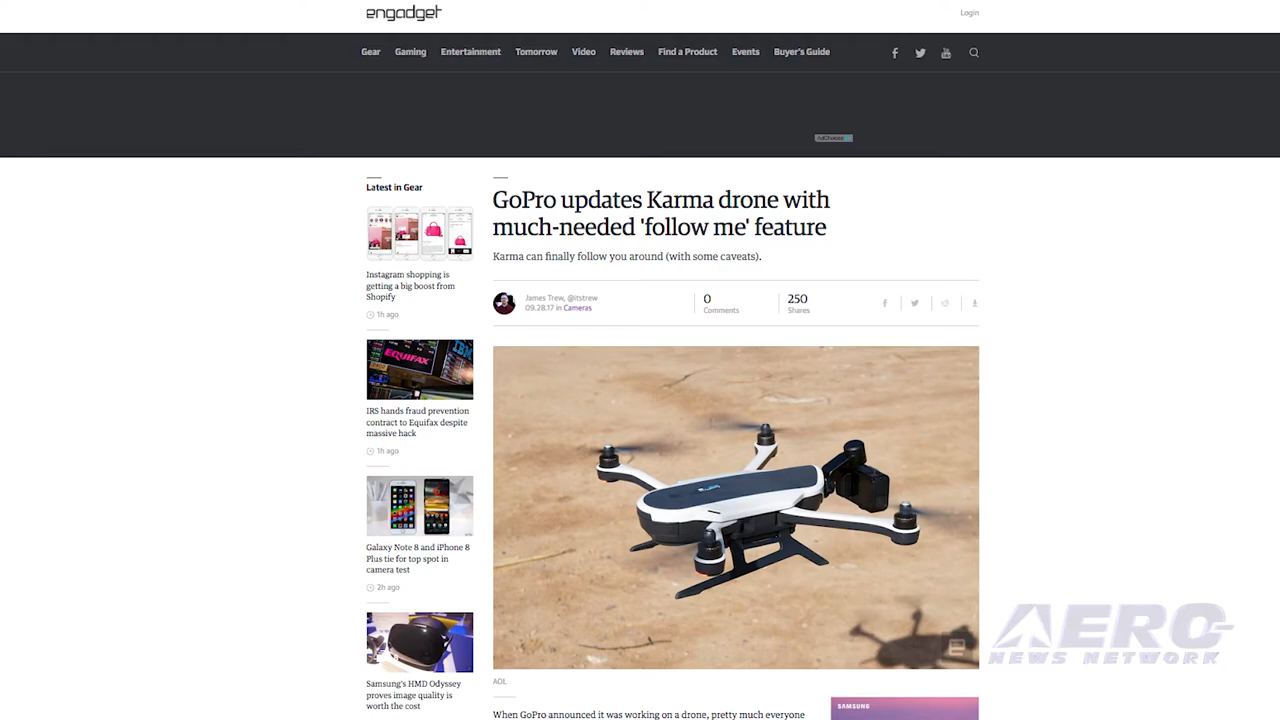 engadget
Login
Gear Gaming Entertainment Tomorrow Video Reviews Find a Product Events Buyer's Guide
AdChoices
Latest in Gear
Instagram shopping is
getting a big boost from
Shopify
1h ago
EQUIFAX
IBM
IRS hands fraud prevention
contract to Equifax despite
massive hack
1h ago
Galaxy Note 8 and iPhone 8
Plus tie for top spot in
camera test
2h ago
Samsung's HMD Odyssey
proves image quality is
worth the cost
GoPro updates Karma drone with
much-needed 'follow me' feature
Karma can finally follow you around (with some caveats).
James Trew, @itstrew
09.28.17 in Cameras
0
Comments
250
Shares
AOL
When GoPro announced it was working on a drone, pretty much everyone
SAMSUNG
AERO
NEWS NETWORK